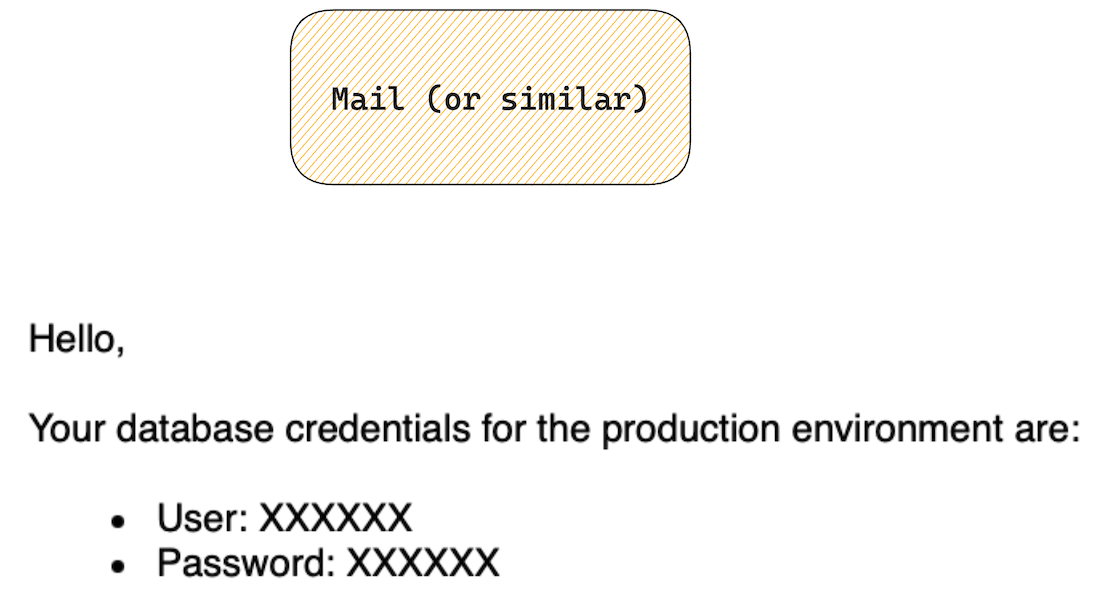 Mail (or similar)
Hello,
Your database credentials for the production environment are:
• User: XXXXXX
• Password: XXXXXX